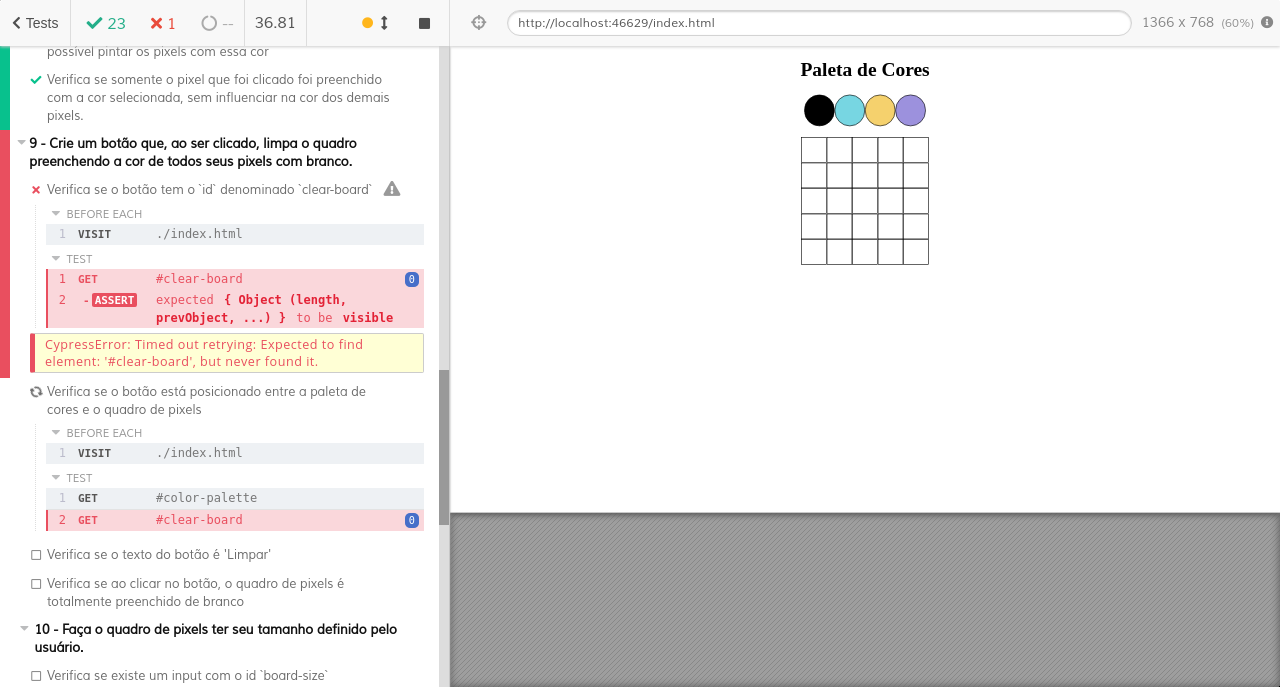 Tests 23 1 -- 36.81 http://localhost:46629/index.html 1366 x 768 (60%)
possível pintar os pixels com essa cor
Verifica se somente o pixel que foi clicado foi preenchido
com a cor selecionada, sem influenciar na cor dos demais
pixels.
9 - Crie um botão que, ao ser clicado, limpa o quadro
preenchendo a cor de todos seus pixels com branco.
Verifica se o botão tem o `id` denominado `clear-board`
BEFORE EACH
1 VISIT ./index.html
TEST
1 GET #clear-board 0
2 -ASSERT expected { Object (length,
prevObject, ...) } to be visible
CypressError: Timed out retrying: Expected to find
element: '#clear-board', but never found it.
Verifica se o botão está posicionado entre a paleta de
cores e o quadro de pixels
BEFORE EACH
1 VISIT ./index.html
TEST
1 GET #color-palette
2 GET #clear-board 0
Verifica se o texto do botão é 'Limpar'
Verifica se ao clicar no botão, o quadro de pixels é
totalmente preenchido de branco
10 - Faça o quadro de pixels ter seu tamanho definido pelo
usuário.
Verifica se existe um input com o id `board-size`
Paleta de Cores